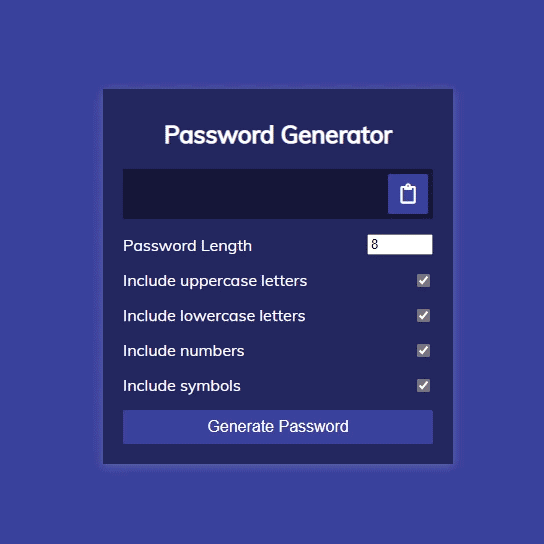 Password Generator
Password Length 8
Include uppercase letters
Include lowercase letters
Include numbers
Include symbols
Generate Password